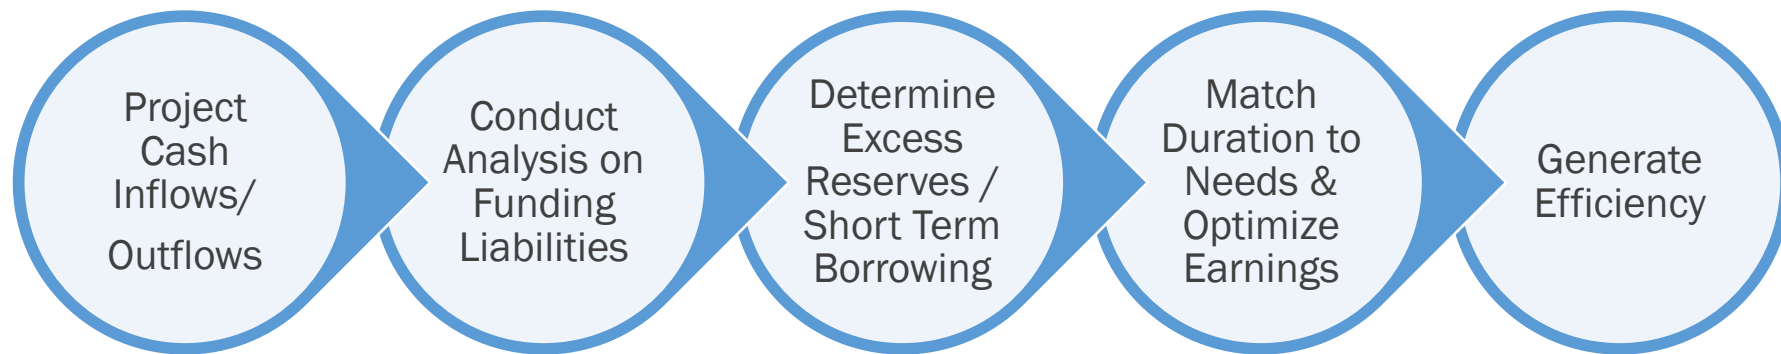 Project
Cash
Inflows/
Outflows
Conduct
Analysis on
Funding
Liabilities
Determine
Excess
Reserves /
Short Term
Borrowing
Match
Duration to
Needs &
Optimize
Earnings
Generate
Efficiency